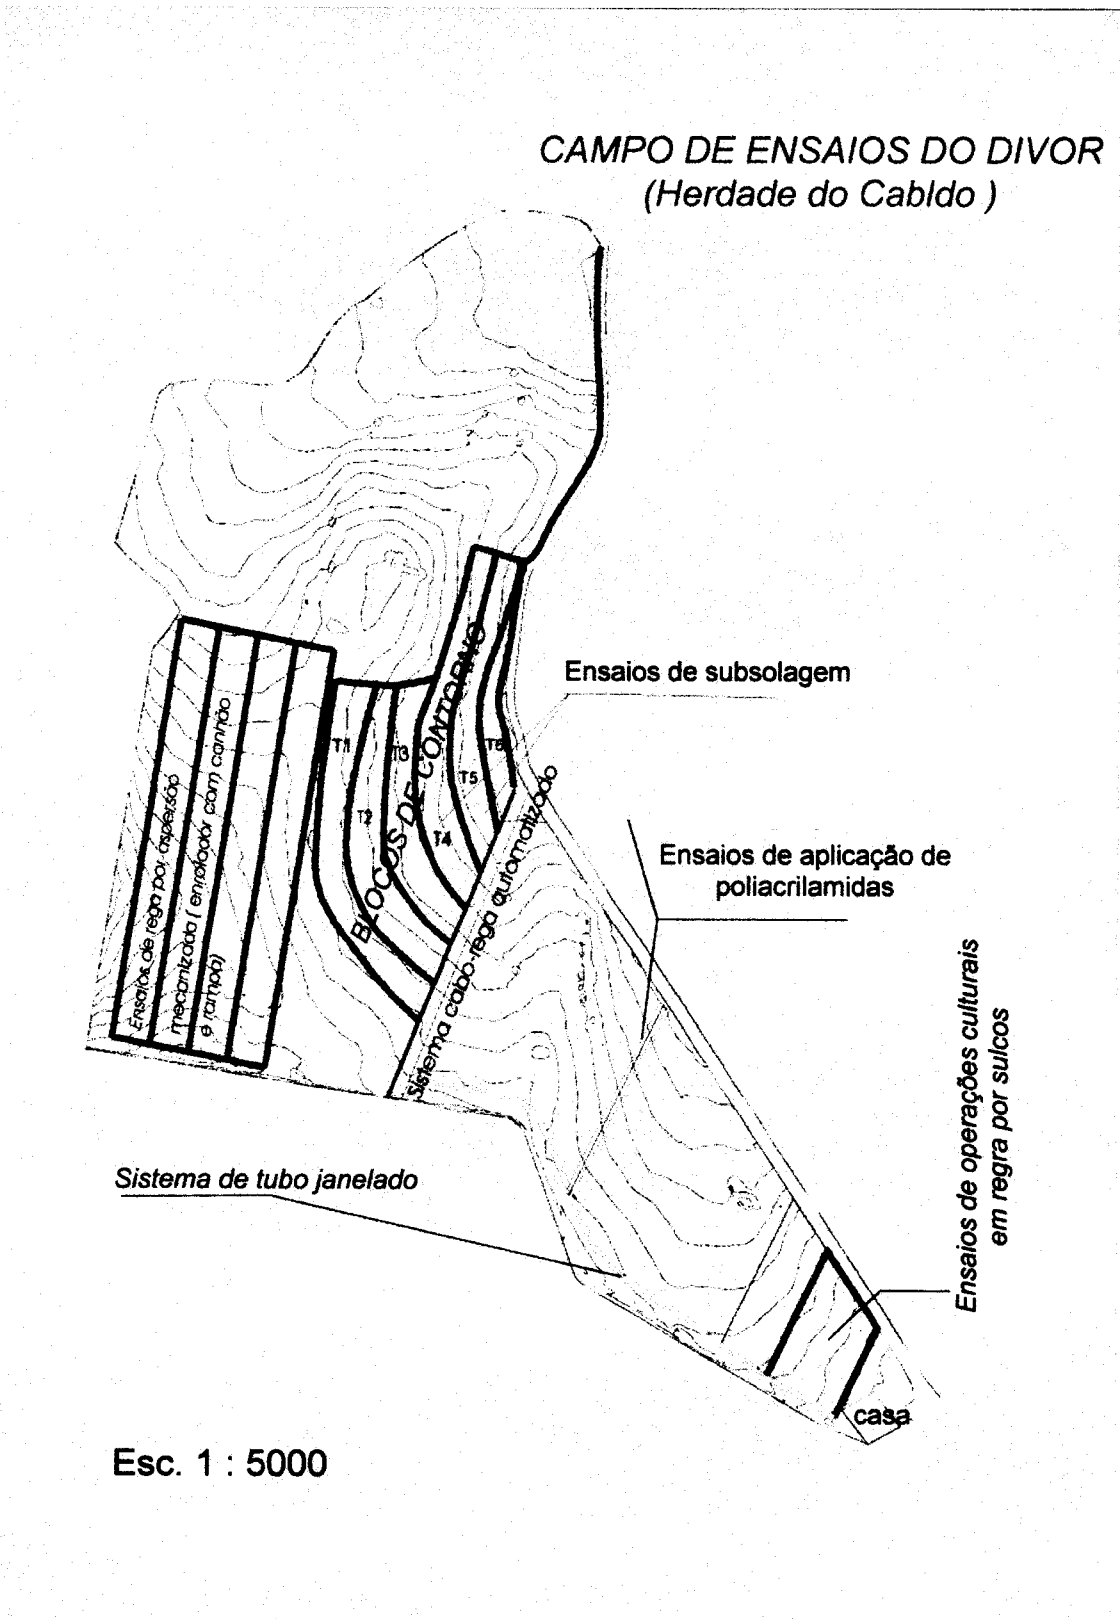 CAMPO DE ENSAIOS DO DIVOR
(Herdade do Cabldo )
Ensaios de subsolagem
BLOCOS DE CONTORNO
T1
T2
T3
T4
T5
T6
Ensaios de rega por aspersão
mecanizada ( enrolador com canhão
e rampa)
Sistema cabo-rega automatizado
Ensaios de aplicação de
poliacrilamidas
Ensaios de operações culturais
em regra por sulcos
Sistema de tubo janelado
casa
Esc. 1 : 5000